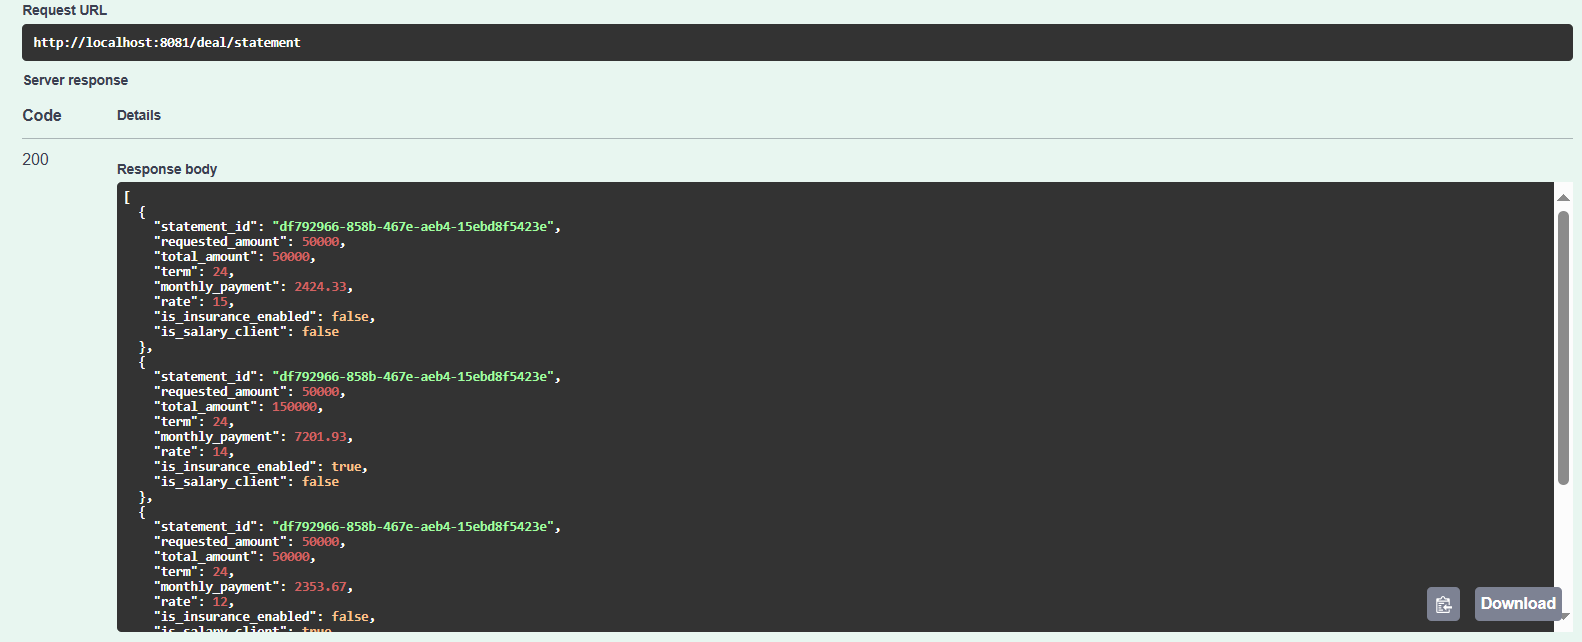 Request URL
http://localhost:8081/deal/statement
Server response
Code Details
200
Response body
[
  {
    "statement_id": "df792966-858b-467e-aeb4-15ebd8f5423e",
    "requested_amount": 50000,
    "total_amount": 50000,
    "term": 24,
    "monthly_payment": 2424.33,
    "rate": 15,
    "is_insurance_enabled": false,
    "is_salary_client": false
  },
  {
    "statement_id": "df792966-858b-467e-aeb4-15ebd8f5423e",
    "requested_amount": 50000,
    "total_amount": 150000,
    "term": 24,
    "monthly_payment": 7201.93,
    "rate": 14,
    "is_insurance_enabled": true,
    "is_salary_client": false
  },
  {
    "statement_id": "df792966-858b-467e-aeb4-15ebd8f5423e",
    "requested_amount": 50000,
    "total_amount": 50000,
    "term": 24,
    "monthly_payment": 2353.67,
    "rate": 12,
    "is_insurance_enabled": false,
    "is_salary_client": true
Download